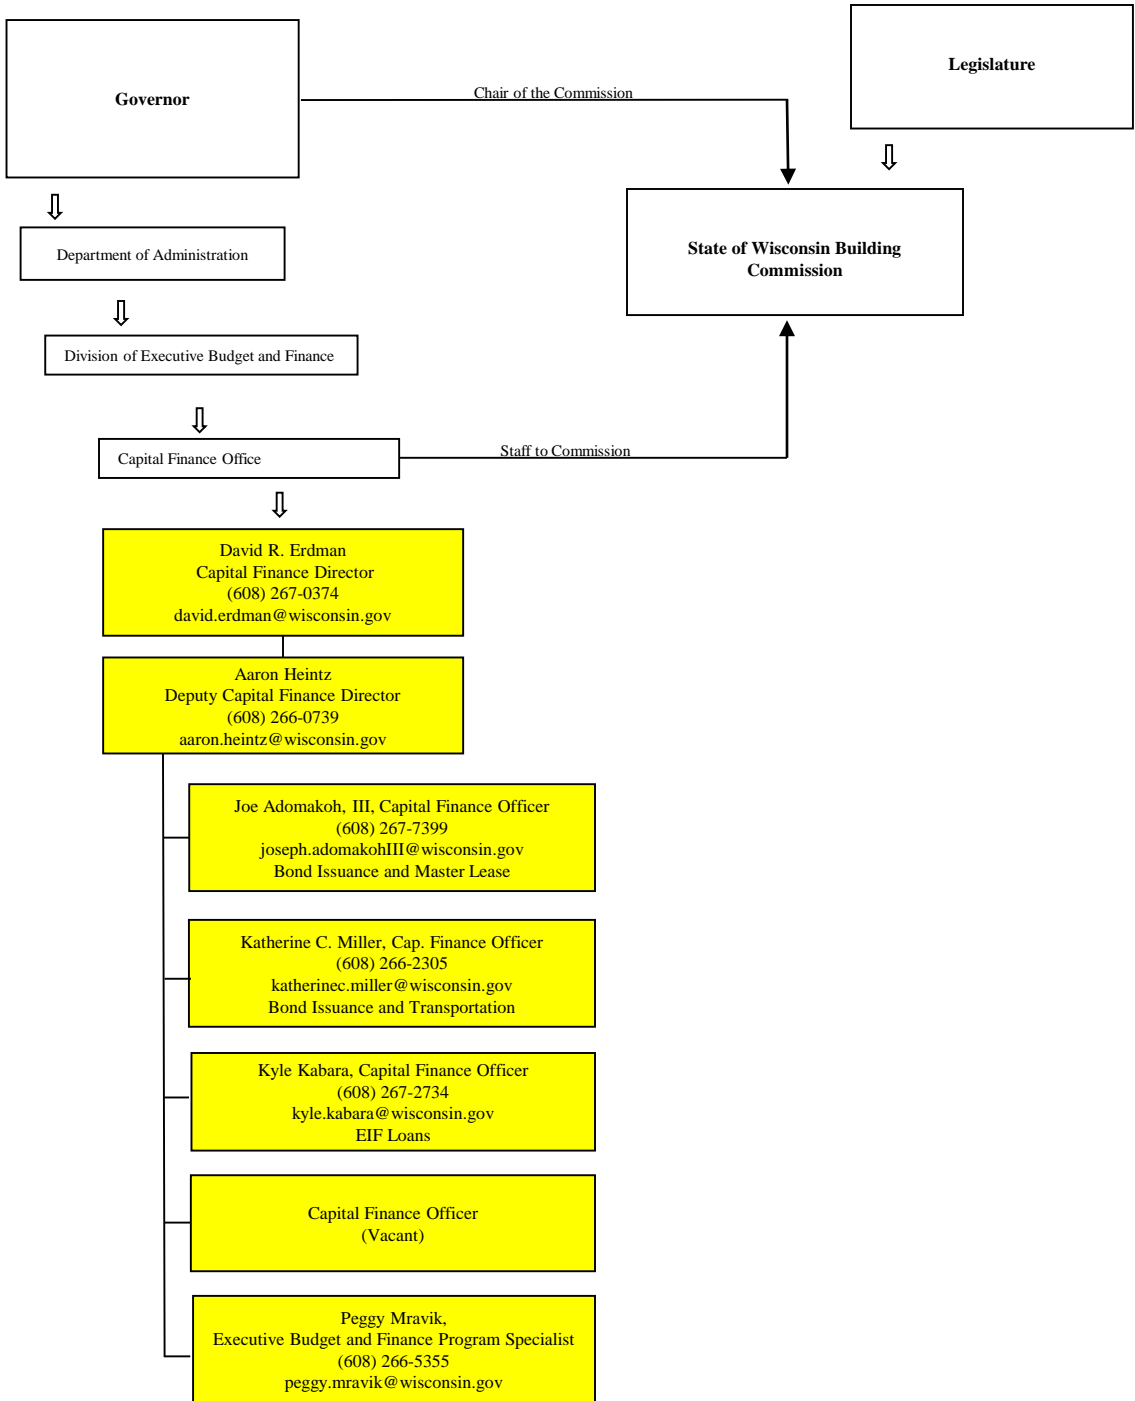 Legislature
Governor
Chair of the Commission
State of Wisconsin Building
Commission
Department of Administration
Division of Executive Budget and Finance
Capital Finance Office
Staff to Commission
David R. Erdman
Capital Finance Director
(608) 267-0374
david.erdman@wisconsin.gov
Aaron Heintz
Deputy Capital Finance Director
(608) 266-0739
aaron.heintz@wisconsin.gov
Joe Adomakoh, III, Capital Finance Officer
(608) 267-7399
joseph.adomakohIII@wisconsin.gov
Bond Issuance and Master Lease
Katherine C. Miller, Cap. Finance Officer
(608) 266-2305
katherinec.miller@wisconsin.gov
Bond Issuance and Transportation
Kyle Kabara, Capital Finance Officer
(608) 267-2734
kyle.kabara@wisconsin.gov
EIF Loans
Capital Finance Officer
(Vacant)
Peggy Mravik,
Executive Budget and Finance Program Specialist
(608) 266-5355
peggy.mravik@wisconsin.gov